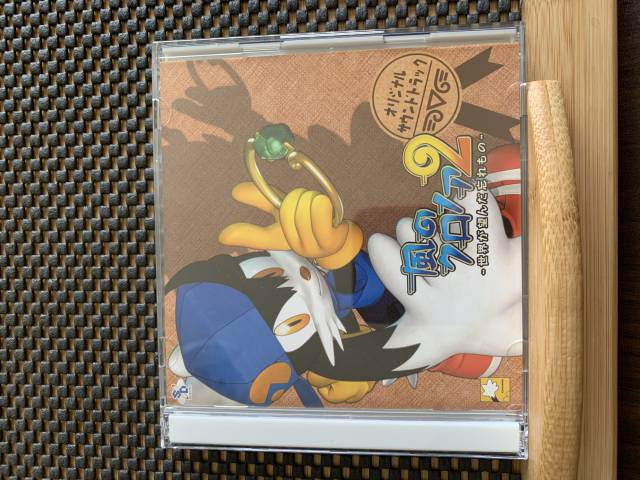 オリジナル
サウンドトラック
風の
クロノア2
-世界が望んだ忘れもの-